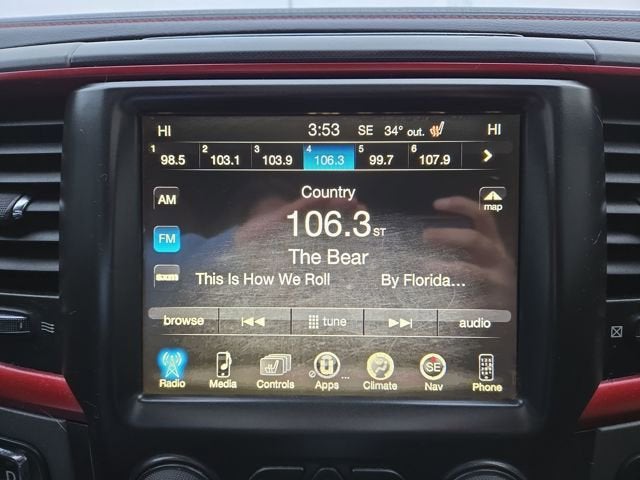 HI 3:53 SE 34° out. HI
1 98.5 2 103.1 3 103.9 4 106.3 5 99.7 6 107.9
Country
AM map
106.3 ST
FM
The Bear
sxm This Is How We Roll By Florida...
browse tune audio
Radio Media Controls Apps ... Climate SE Nav Phone